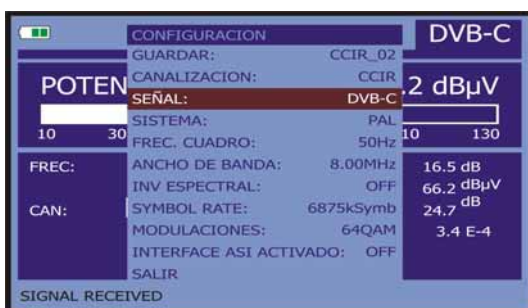 CONFIGURACION
DVB-C
GUARDAR: CCIR_02
CANALIZACION: CCIR
POTEN .2 dBµV
SEÑAL: DVB-C
SISTEMA: PAL
10 30 10 130
FREC. CUADRO: 50Hz
FREC: ANCHO DE BANDA: 8.00MHz 16.5 dB
INV ESPECTRAL: OFF 66.2 dBµV
CAN: SYMBOL RATE: 6875kSymb 24.7 dB
MODULACIONES: 64QAM 3.4 E-4
INTERFACE ASI ACTIVADO: OFF
SALIR
SIGNAL RECEIVED